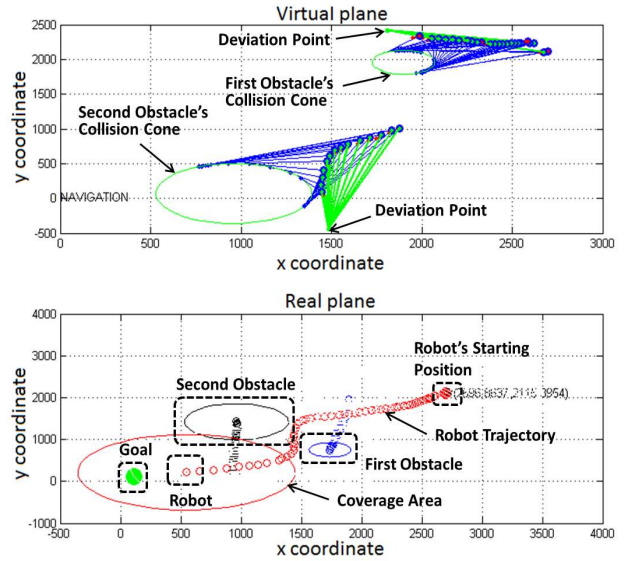 Virtual plane
2500
2000
1500
1000
500
0
-500
0
500
1000
1500
2000
2500
3000
y coordinate
x coordinate
Deviation Point
First Obstacle's
Collision Cone
Second Obstacle's
Collision Cone
NAVIGATION
Deviation Point
Real plane
4000
3000
2000
1000
0
-1000
-500
0
500
1000
1500
2000
2500
3000
3500
4000
y coordinate
x coordinate
Robot's Starting
Position
Second Obstacle
Goal
Robot
Robot Trajectory
First Obstacle
Coverage Area